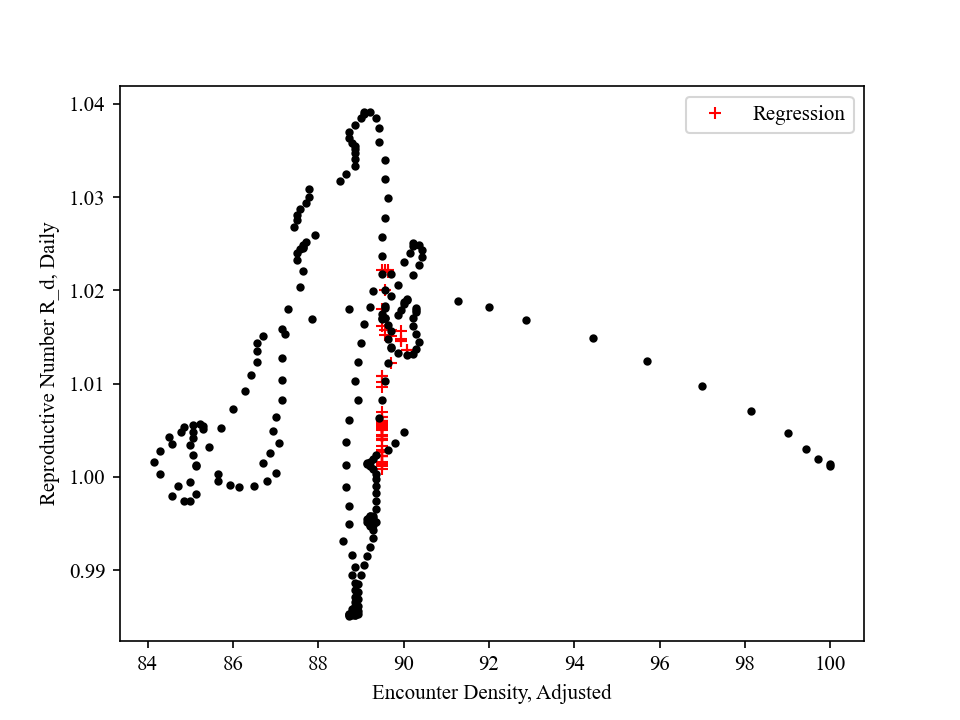 Regression
1.04
1.03
1.02
1.01
1.00
0.99
Reproductive Number R_d, Daily
84 86 88 90 92 94 96 98 100
Encounter Density, Adjusted